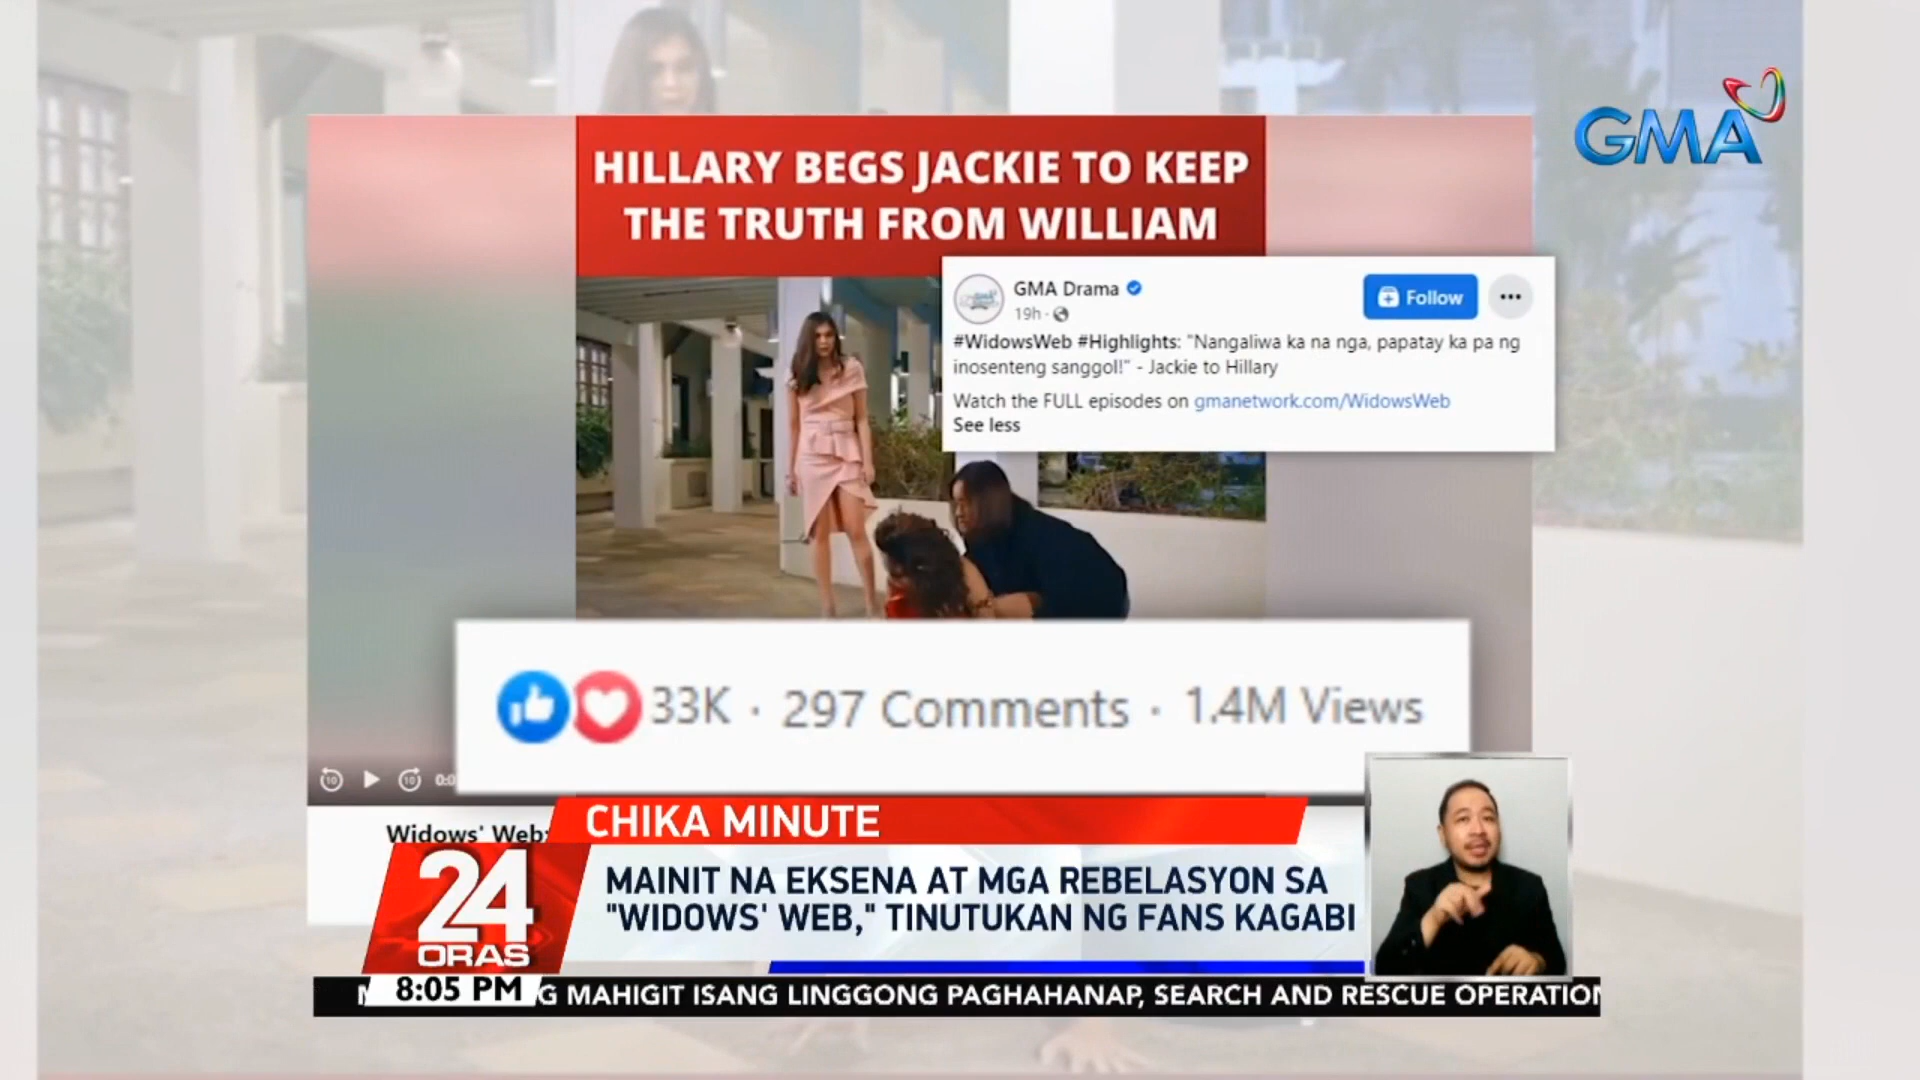 GMA
HILLARY BEGS JACKIE TO KEEP
THE TRUTH FROM WILLIAM
GMA Drama
19h ·
Follow
#WidowsWeb #Highlights: "Nangaliwa ka na nga, papatay ka pa ng
inosenteng sanggol!" - Jackie to Hillary
Watch the FULL episodes on gmanetwork.com/WidowsWeb
See less
33K · 297 Comments · 1.4M Views
10 10
Widows' Web:
CHIKA MINUTE
24
ORAS
MAINIT NA EKSENA AT MGA REBELASYON SA
"WIDOWS' WEB," TINUTUKAN NG FANS KAGABI
8:05 PM
G MAHIGIT ISANG LINGGONG PAGHAHANAP, SEARCH AND RESCUE OPERATION